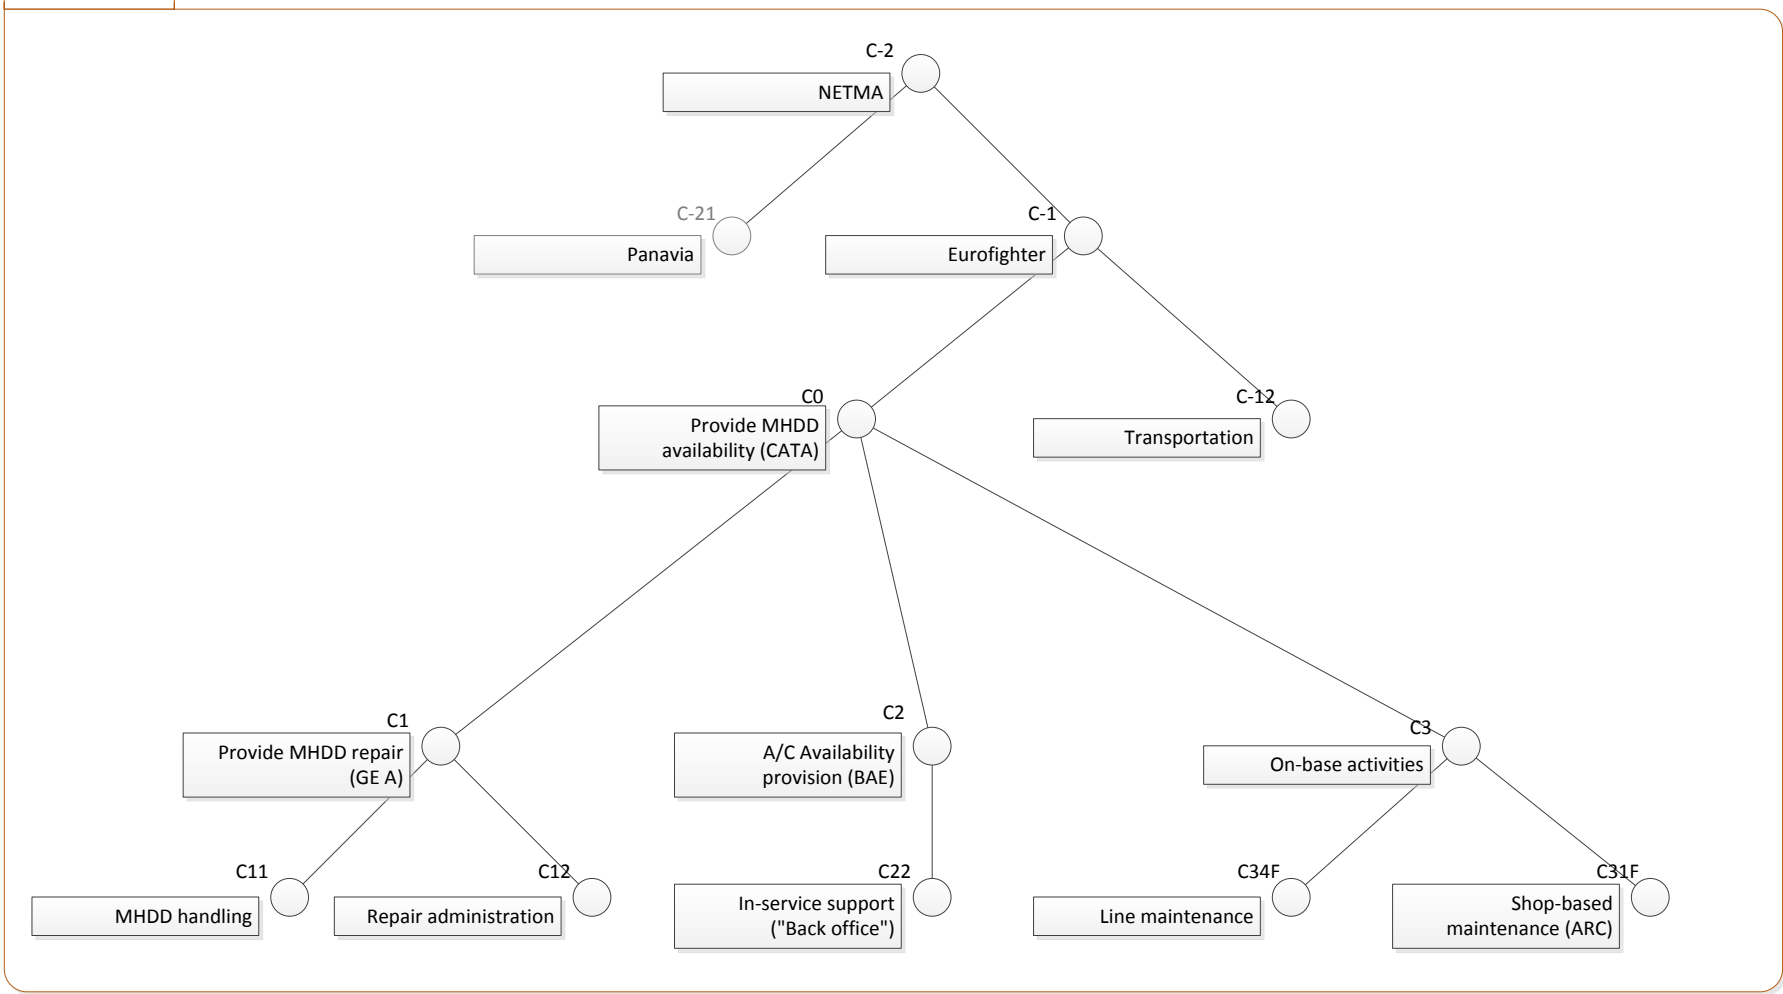 C-2
NETMA
C-21
Panavia
C-1
Eurofighter
C0
Provide MHDD
availability (CATA)
C-12
Transportation
C1
Provide MHDD repair
(GE A)
C2
A/C Availability
provision (BAE)
C3
On-base activities
C11
MHDD handling
C12
Repair administration
C22
In-service support
("Back office")
C34F
Line maintenance
C31F
Shop-based
maintenance (ARC)